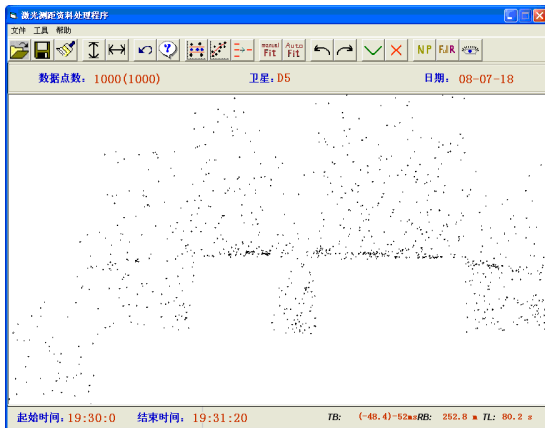 激光测距资料处理程序
文件 工具 帮助
manual Fit Auto Fit NP FullR
数据点数: 1000(1000) 卫星: D5 日期: 08-07-18
起始时间: 19:30:0 结束时间: 19:31:20 TB: (-48.4)-52ms RB: 252.8 m TL: 80.2 s